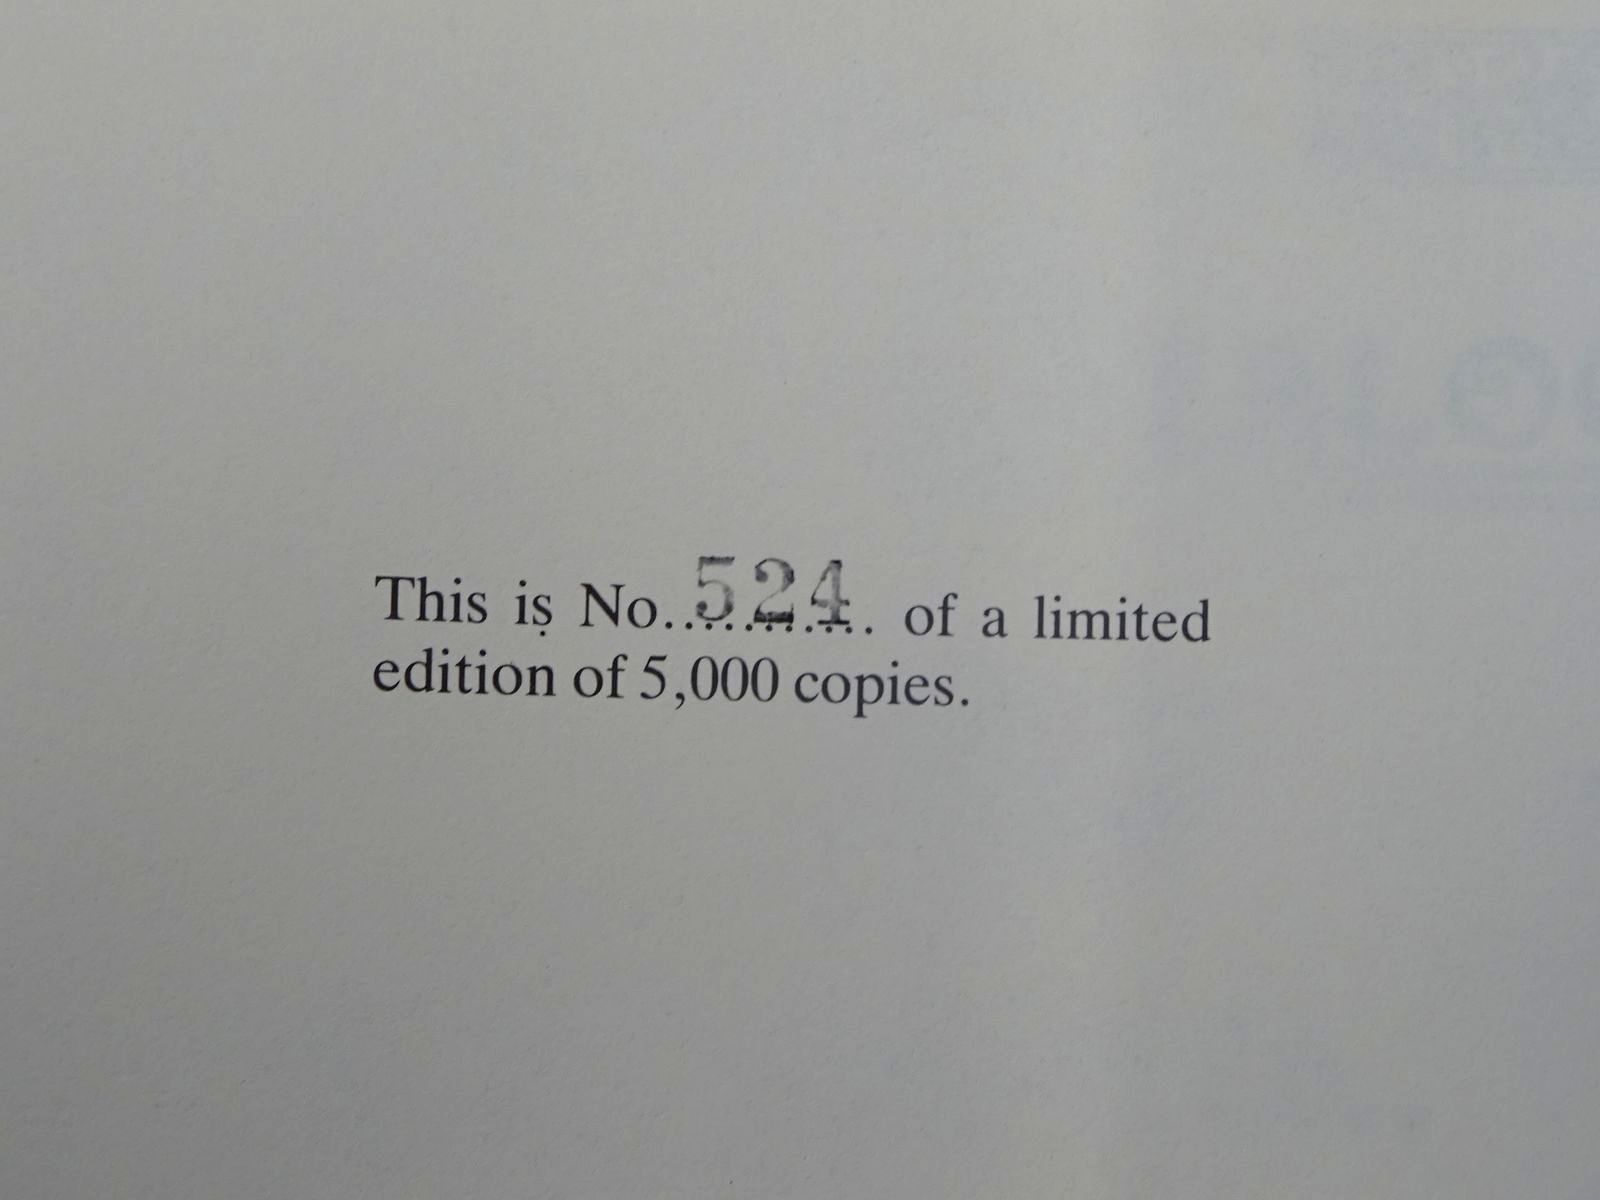 This is No..524... of a limited
edition of 5,000 copies.